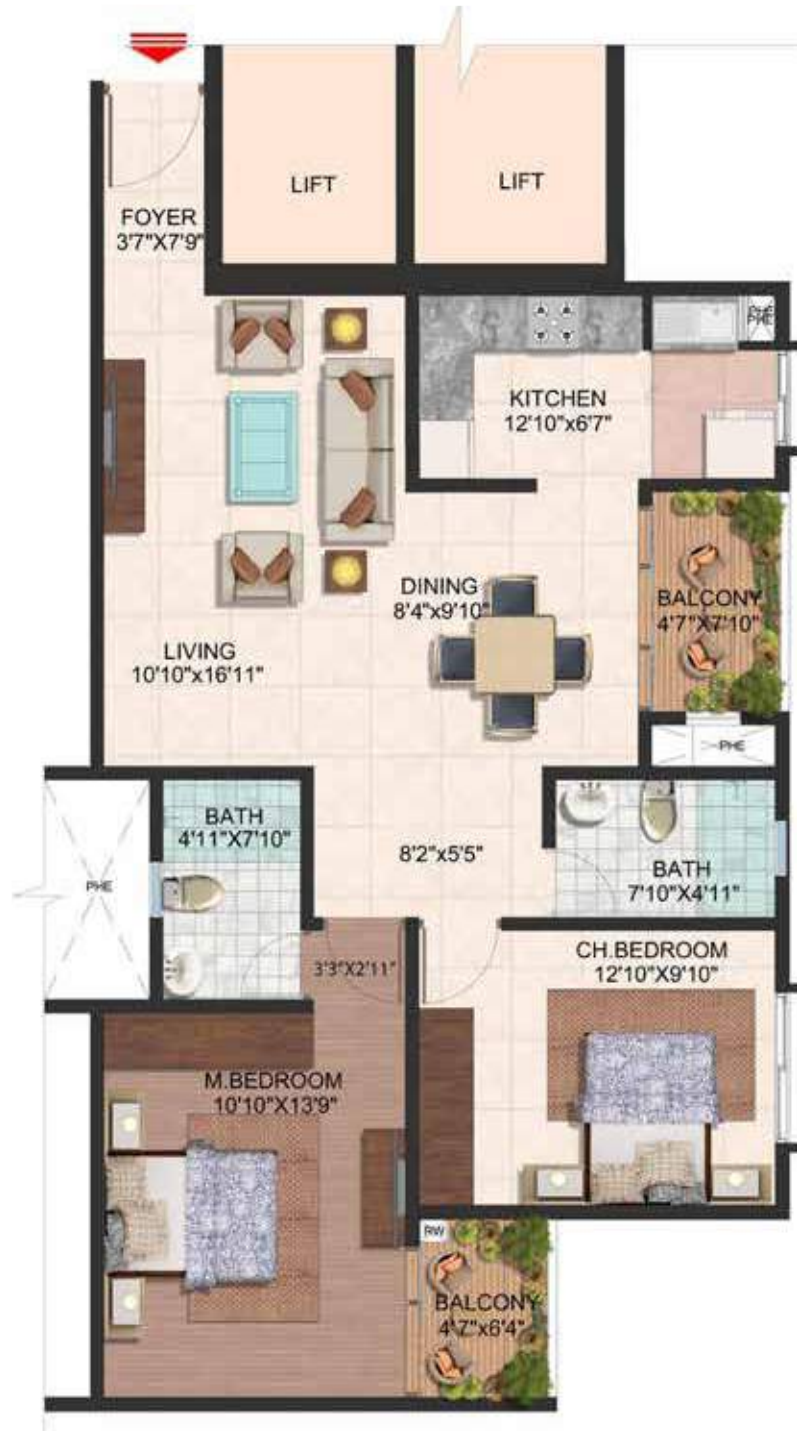 LIFT
LIFT
FOYER
3'7"X7'9"
PHE
PHE
KITCHEN
12'10"x6'7"
DINING
8'4"x9'10"
BALCONY
4'7"X7'10"
LIVING
10'10"x16'11"
PHE
BATH
4'11"X7'10"
8'2"x5'5"
BATH
7'10"X4'11"
PHE
3'3"X2'11"
CH.BEDROOM
12'10"X9'10"
M.BEDROOM
10'10"X13'9"
RW
BALCONY
4'7"x6'4"